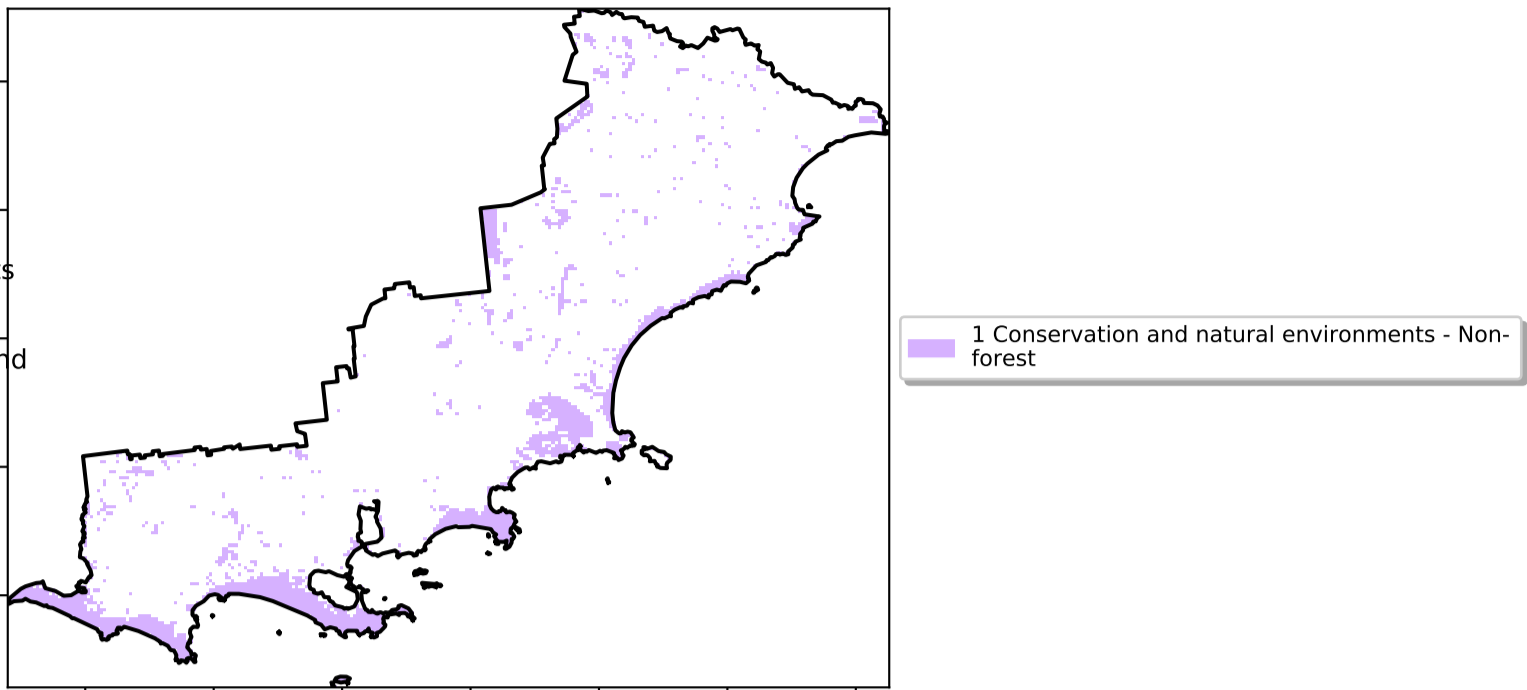 1 Conservation and natural environments - Non-
forest